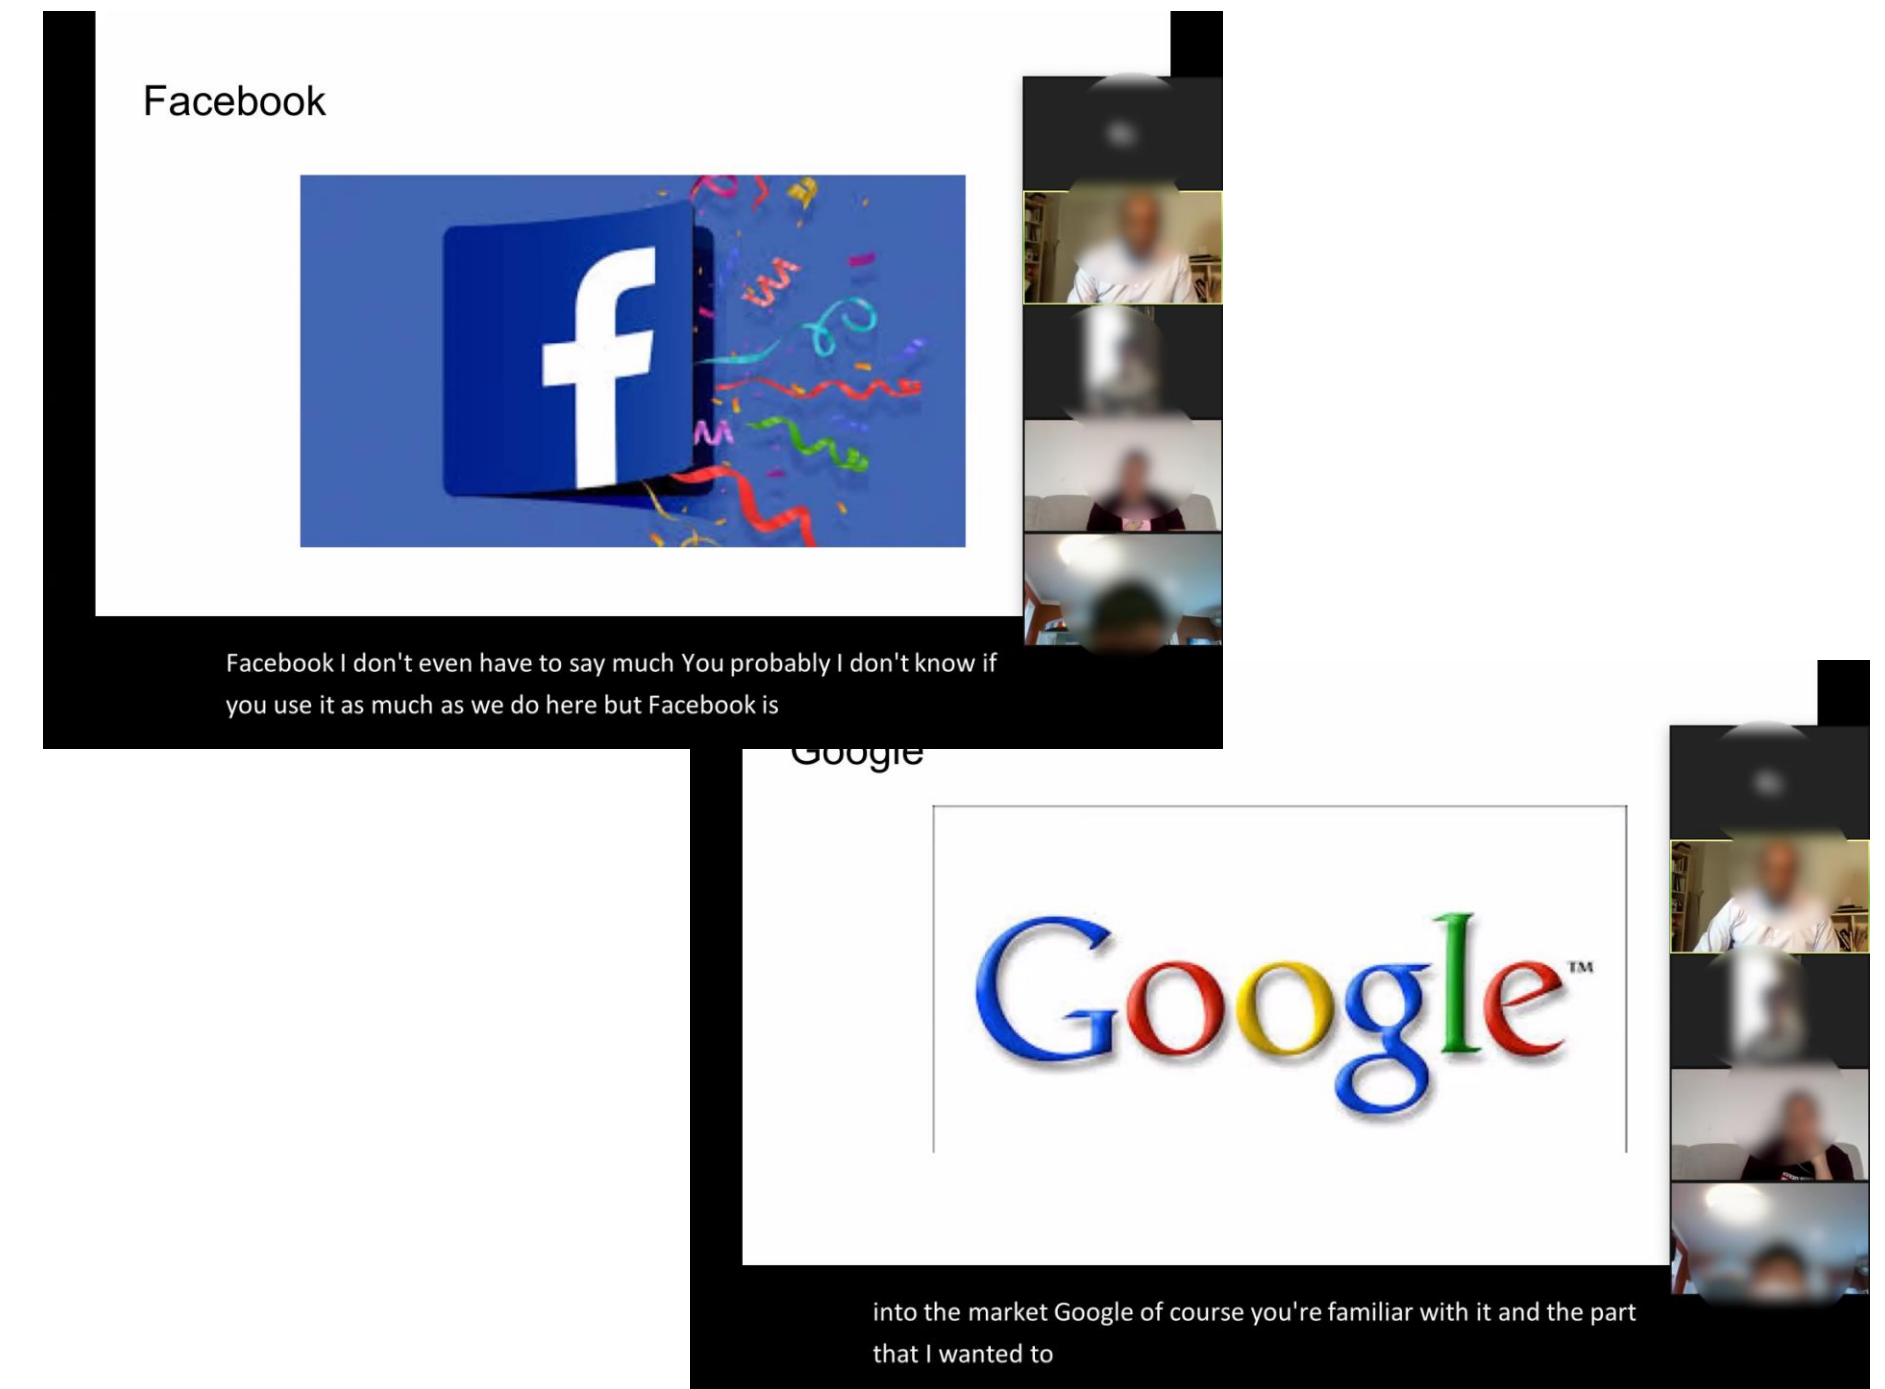 Facebook
f
Facebook I don't even have to say much You probably I don't know if
you use it as much as we do here but Facebook is
Google
Google™
into the market Google of course you're familiar with it and the part
that I wanted to